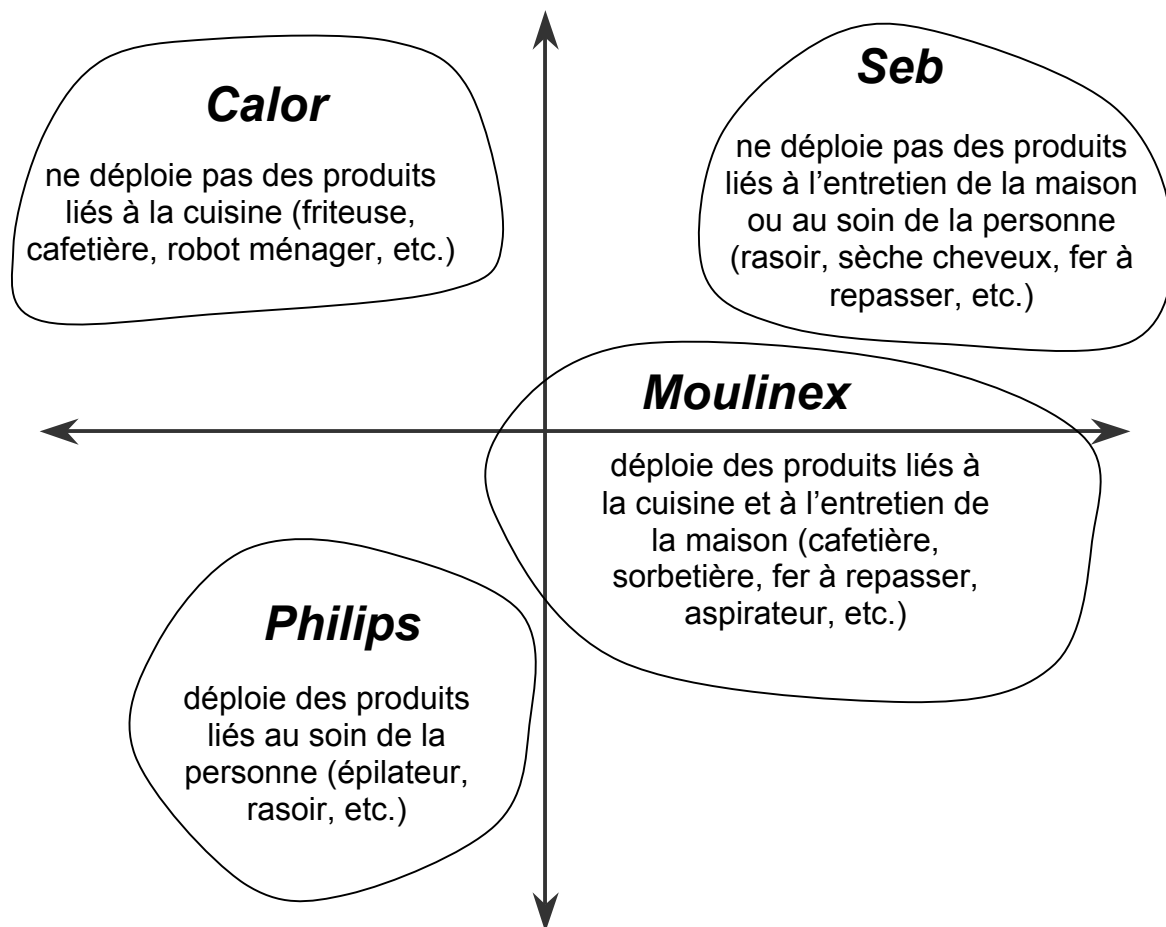 Calor
ne déploie pas des produits
liés à la cuisine (friteuse,
cafetière, robot ménager, etc.)
Seb
ne déploie pas des produits
liés à l’entretien de la maison
ou au soin de la personne
(rasoir, sèche cheveux, fer à
repasser, etc.)
Moulinex
déploie des produits liés à
la cuisine et à l’entretien de
la maison (cafetière,
sorbetière, fer à repasser,
aspirateur, etc.)
Philips
déploie des produits
liés au soin de la
personne (épilateur,
rasoir, etc.)